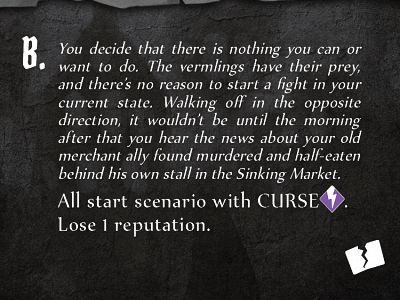 B.
You decide that there is nothing you can or
want to do. The vermlings have their prey,
and there's no reason to start a fight in your
current state. Walking off in the opposite
direction, it wouldn't be until the morning
after that you hear the news about your old
merchant ally found murdered and half-eaten
behind his own stall in the Sinking Market.
All start scenario with CURSE.
Lose 1 reputation.